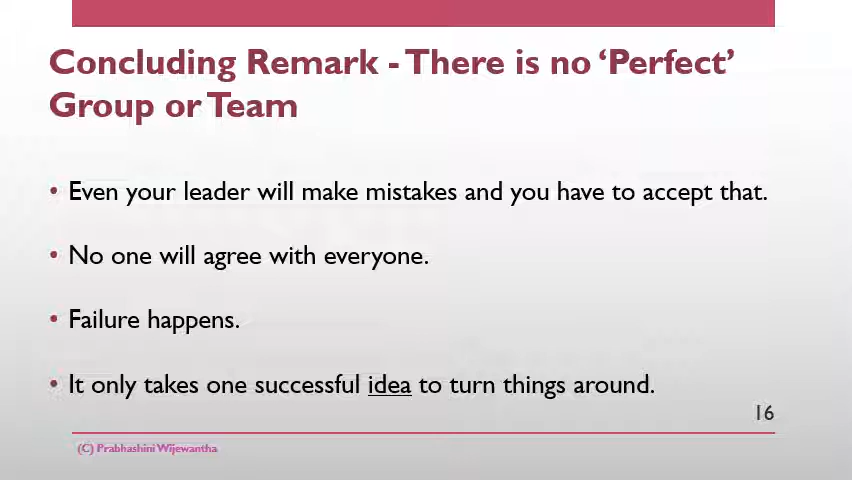 Concluding Remark - There is no ‘Perfect’
Group or Team
• Even your leader will make mistakes and you have to accept that.
• No one will agree with everyone.
• Failure happens.
• It only takes one successful idea to turn things around.
16
(C) Prabhashini Wijewantha